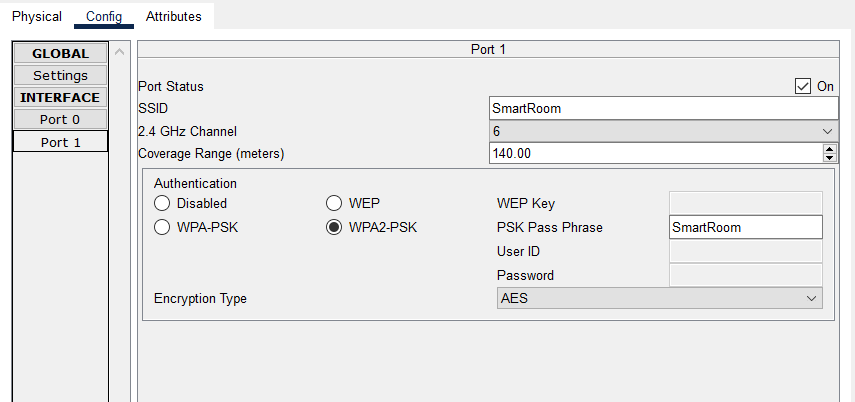 Physical Config Attributes
GLOBAL
Settings
INTERFACE
Port 0
Port 1
Port 1
Port Status On
SSID SmartRoom
2.4 GHz Channel 6
Coverage Range (meters) 140.00
Authentication
Disabled WEP WEP Key
WPA-PSK WPA2-PSK PSK Pass Phrase SmartRoom
User ID
Password
Encryption Type AES